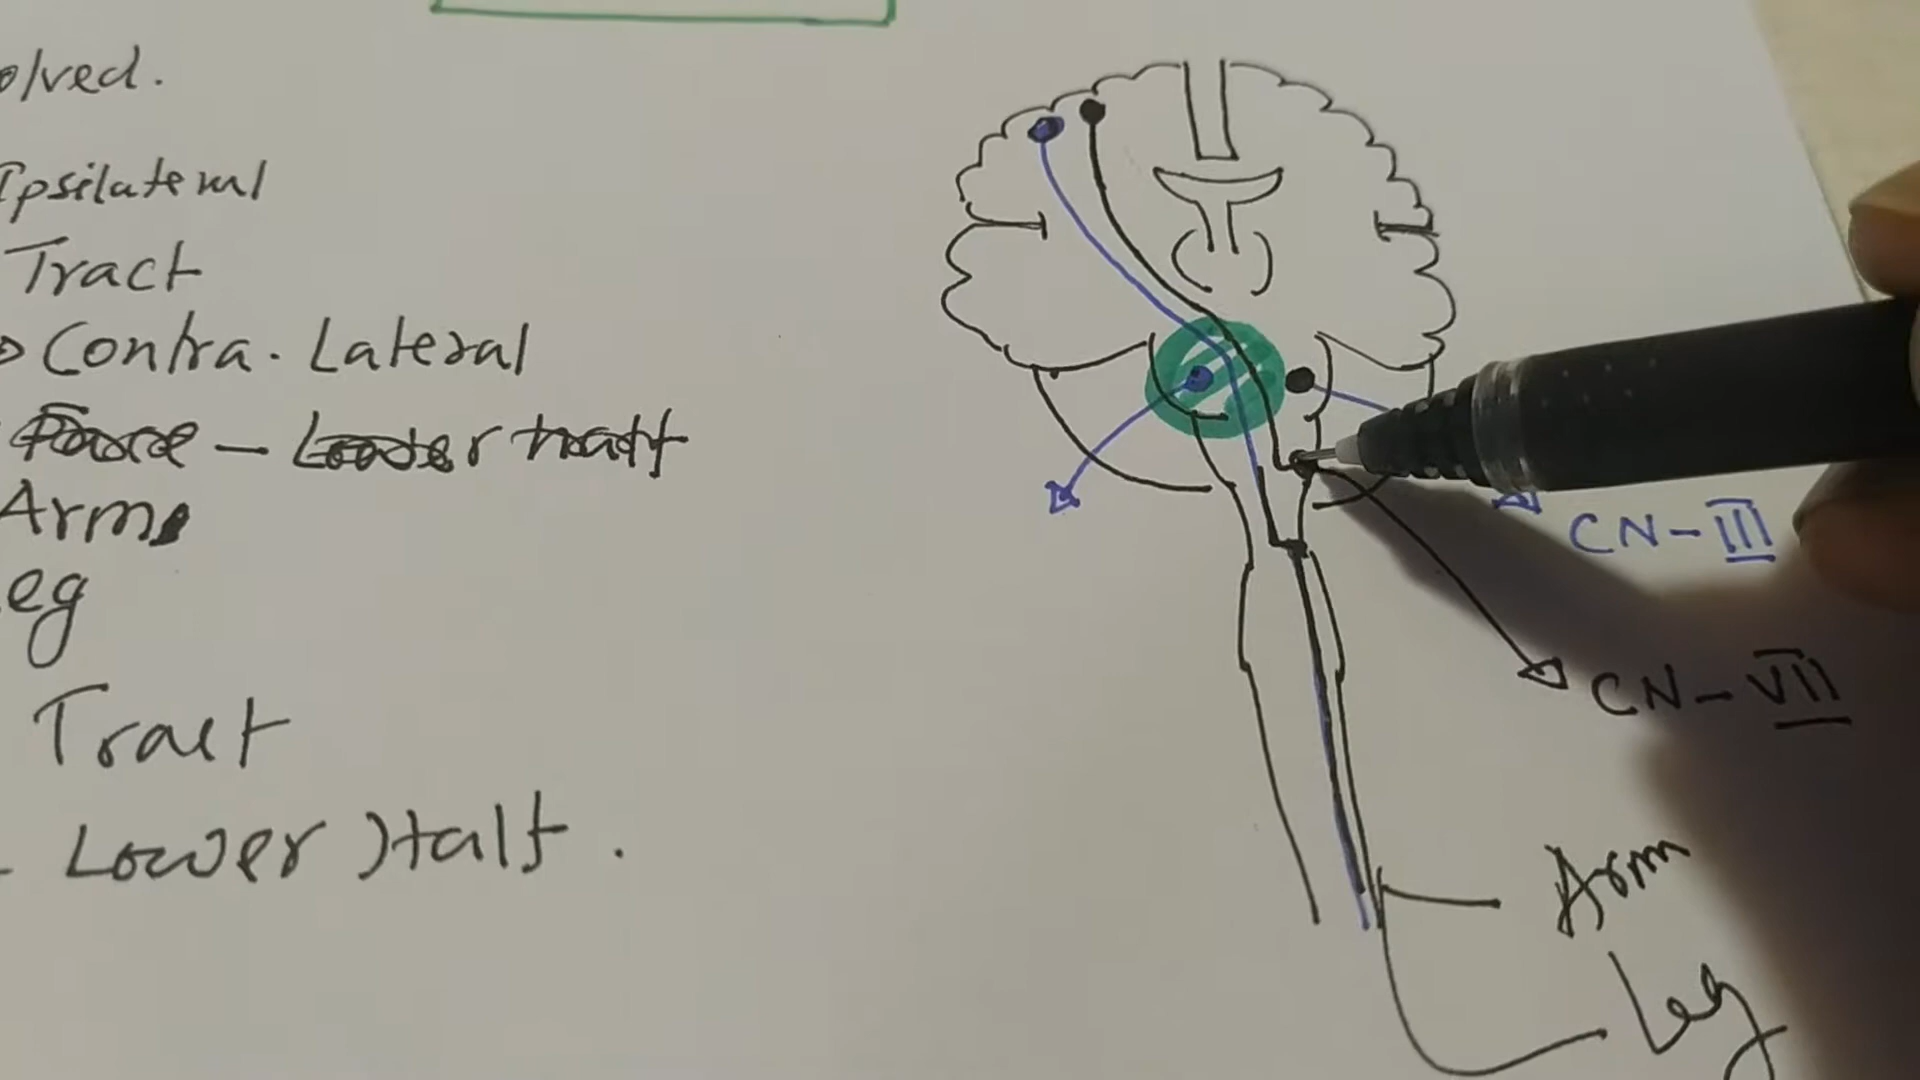 olved.
Ipsilateral
Tract
Contra. Lateral
Face - Lower half
Arm
eg
Tract
- Lower Half.
CN-III
CN-VII
Arm
Leg